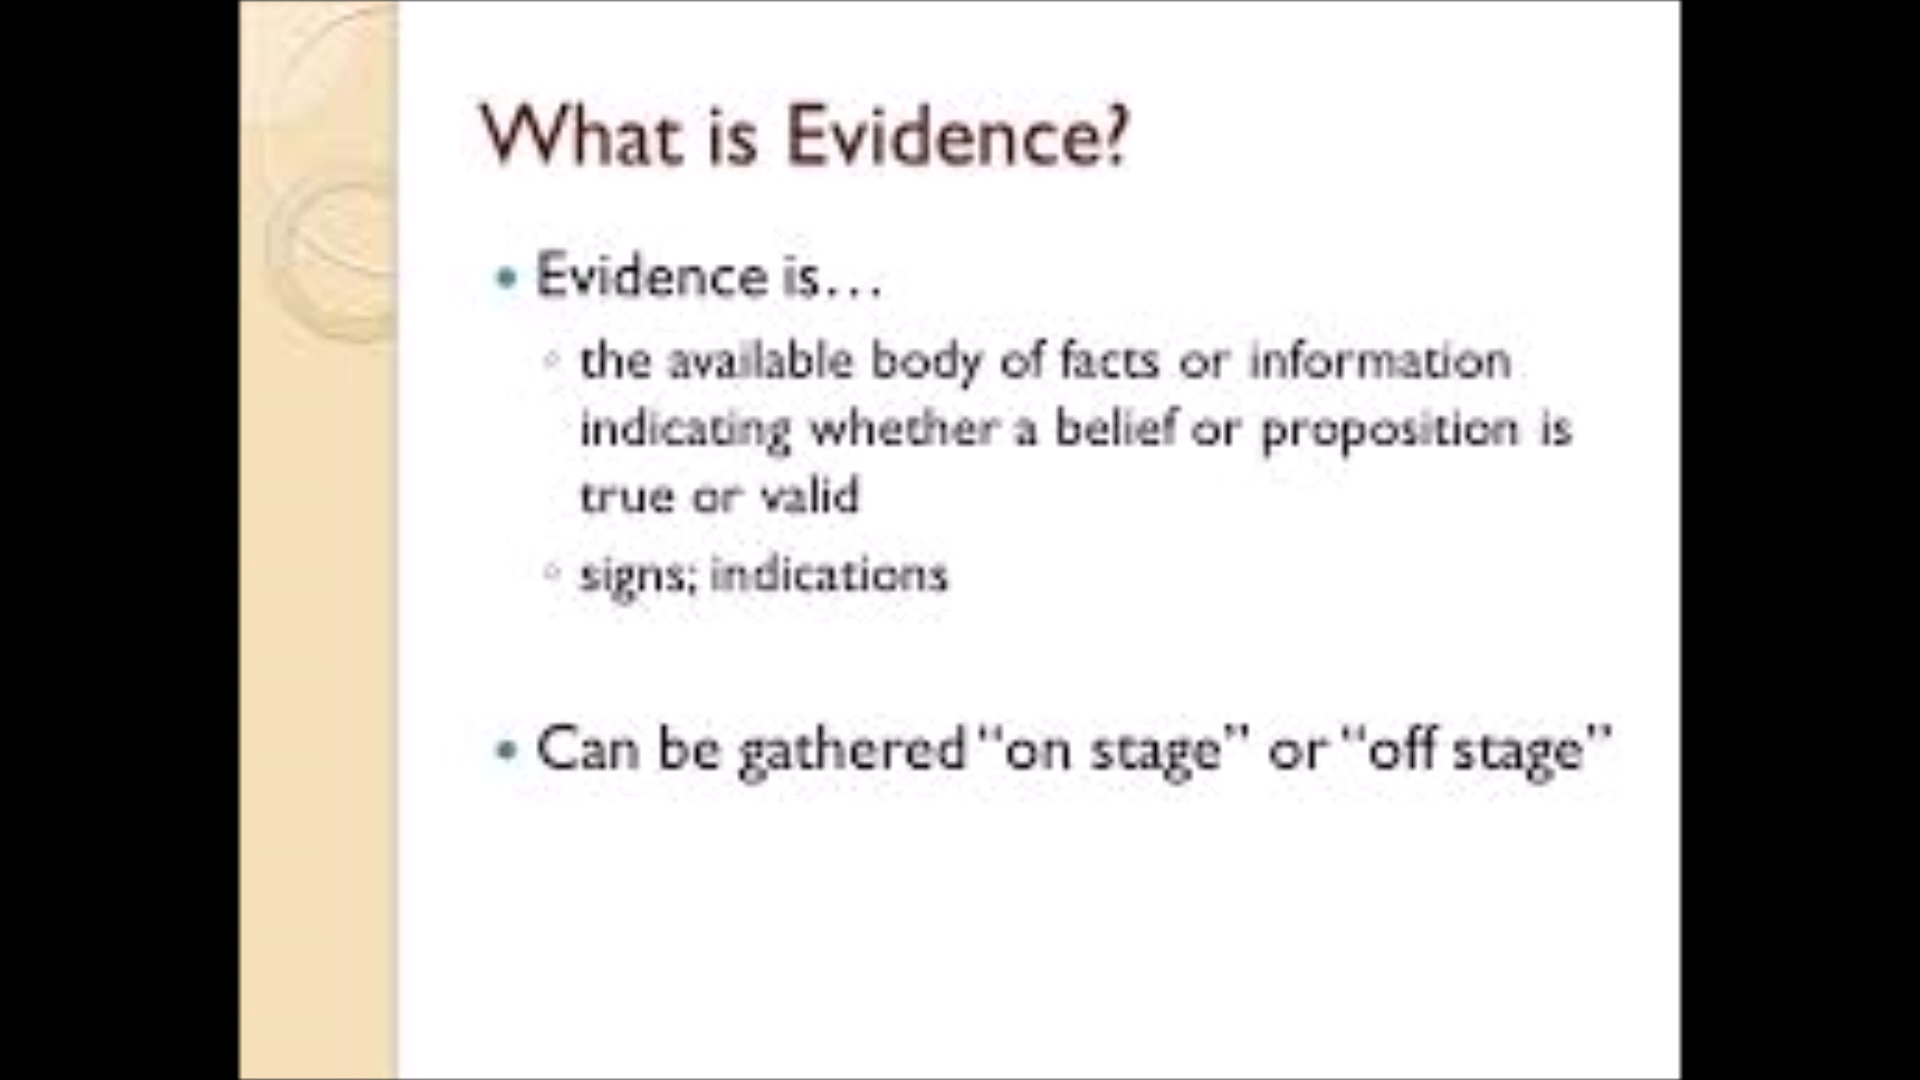 What is Evidence?
• Evidence is…
◦ the available body of facts or information
indicating whether a belief or proposition is
true or valid
◦ signs; indications
• Can be gathered “on stage” or “off stage”